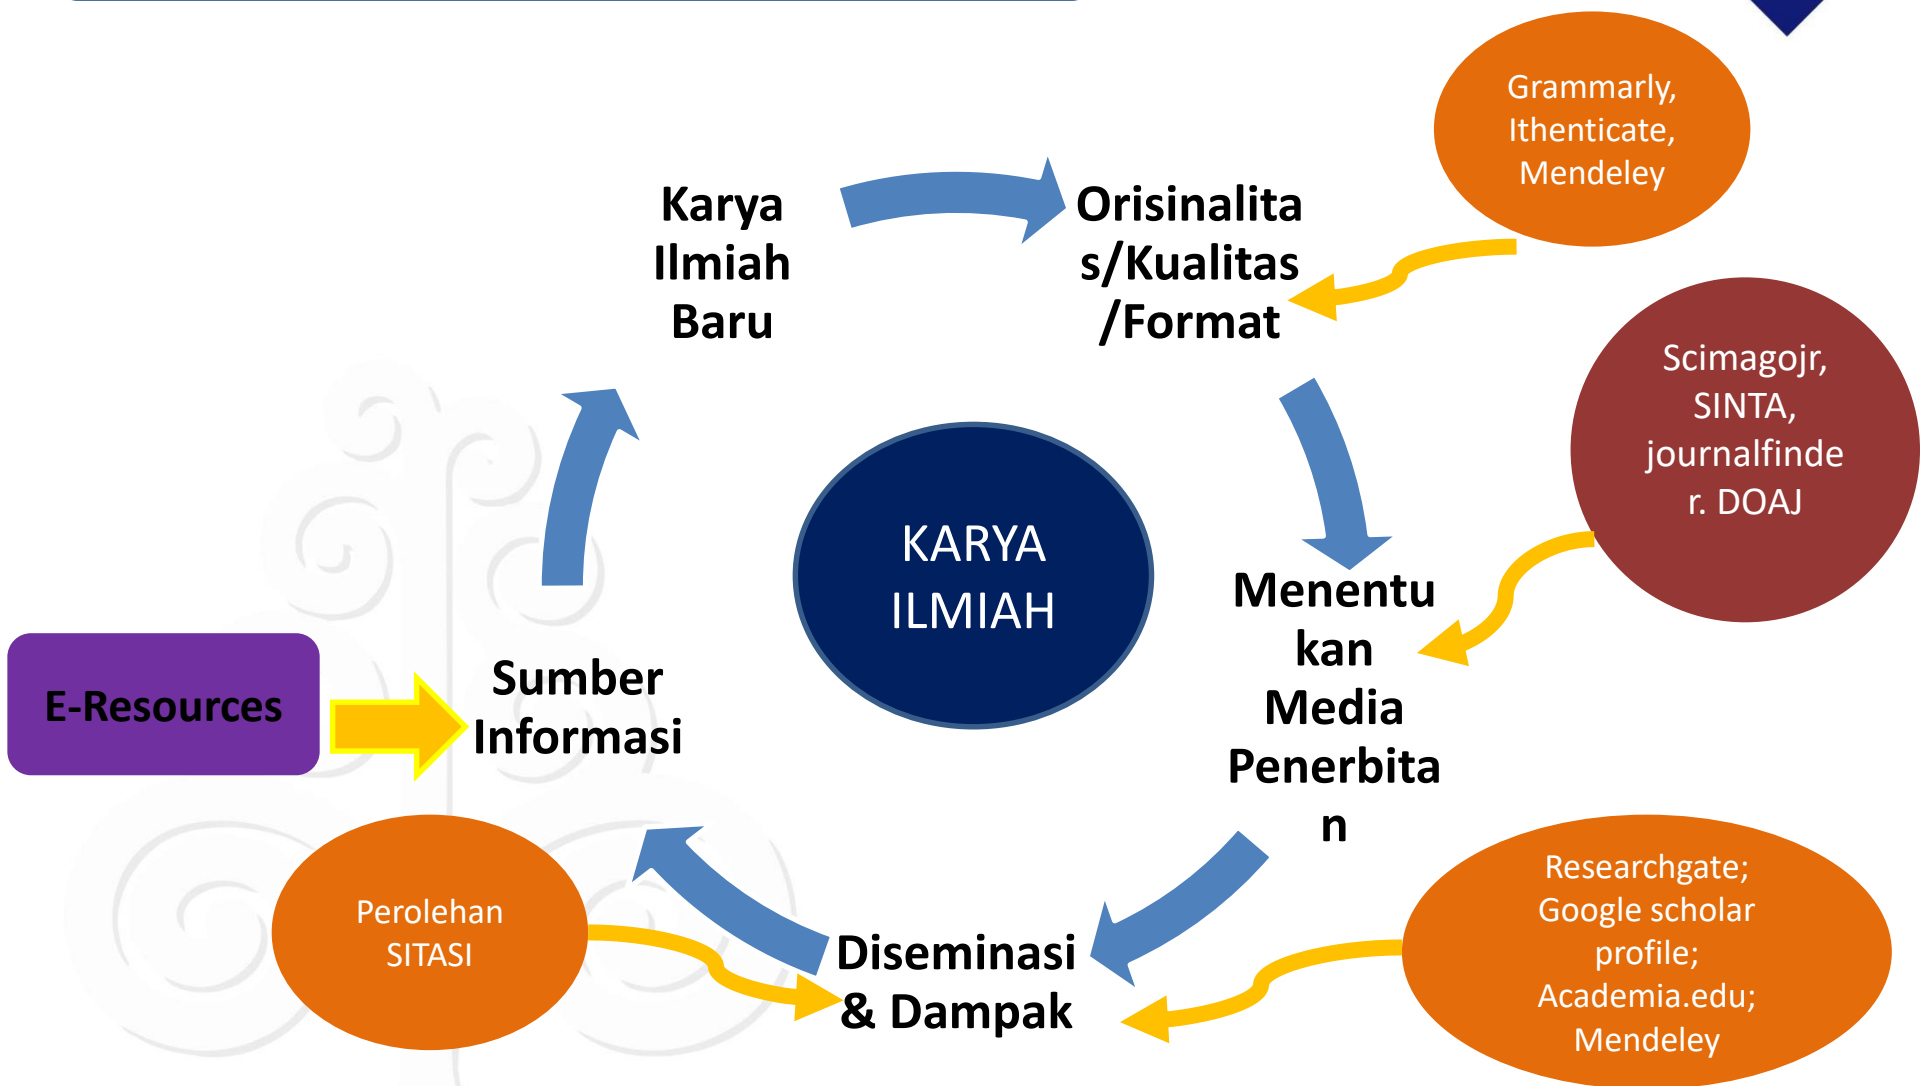 Grammarly,
Ithenticate,
Mendeley
Karya
Ilmiah
Baru
Orisinalita
s/Kualitas
/Format
Scimagojr,
SINTA,
journalfinde
r. DOAJ
KARYA
ILMIAH
Menentu
kan
Media
Penerbita
n
E-Resources
Sumber
Informasi
Perolehan
SITASI
Diseminasi
& Dampak
Researchgate;
Google scholar
profile;
Academia.edu;
Mendeley